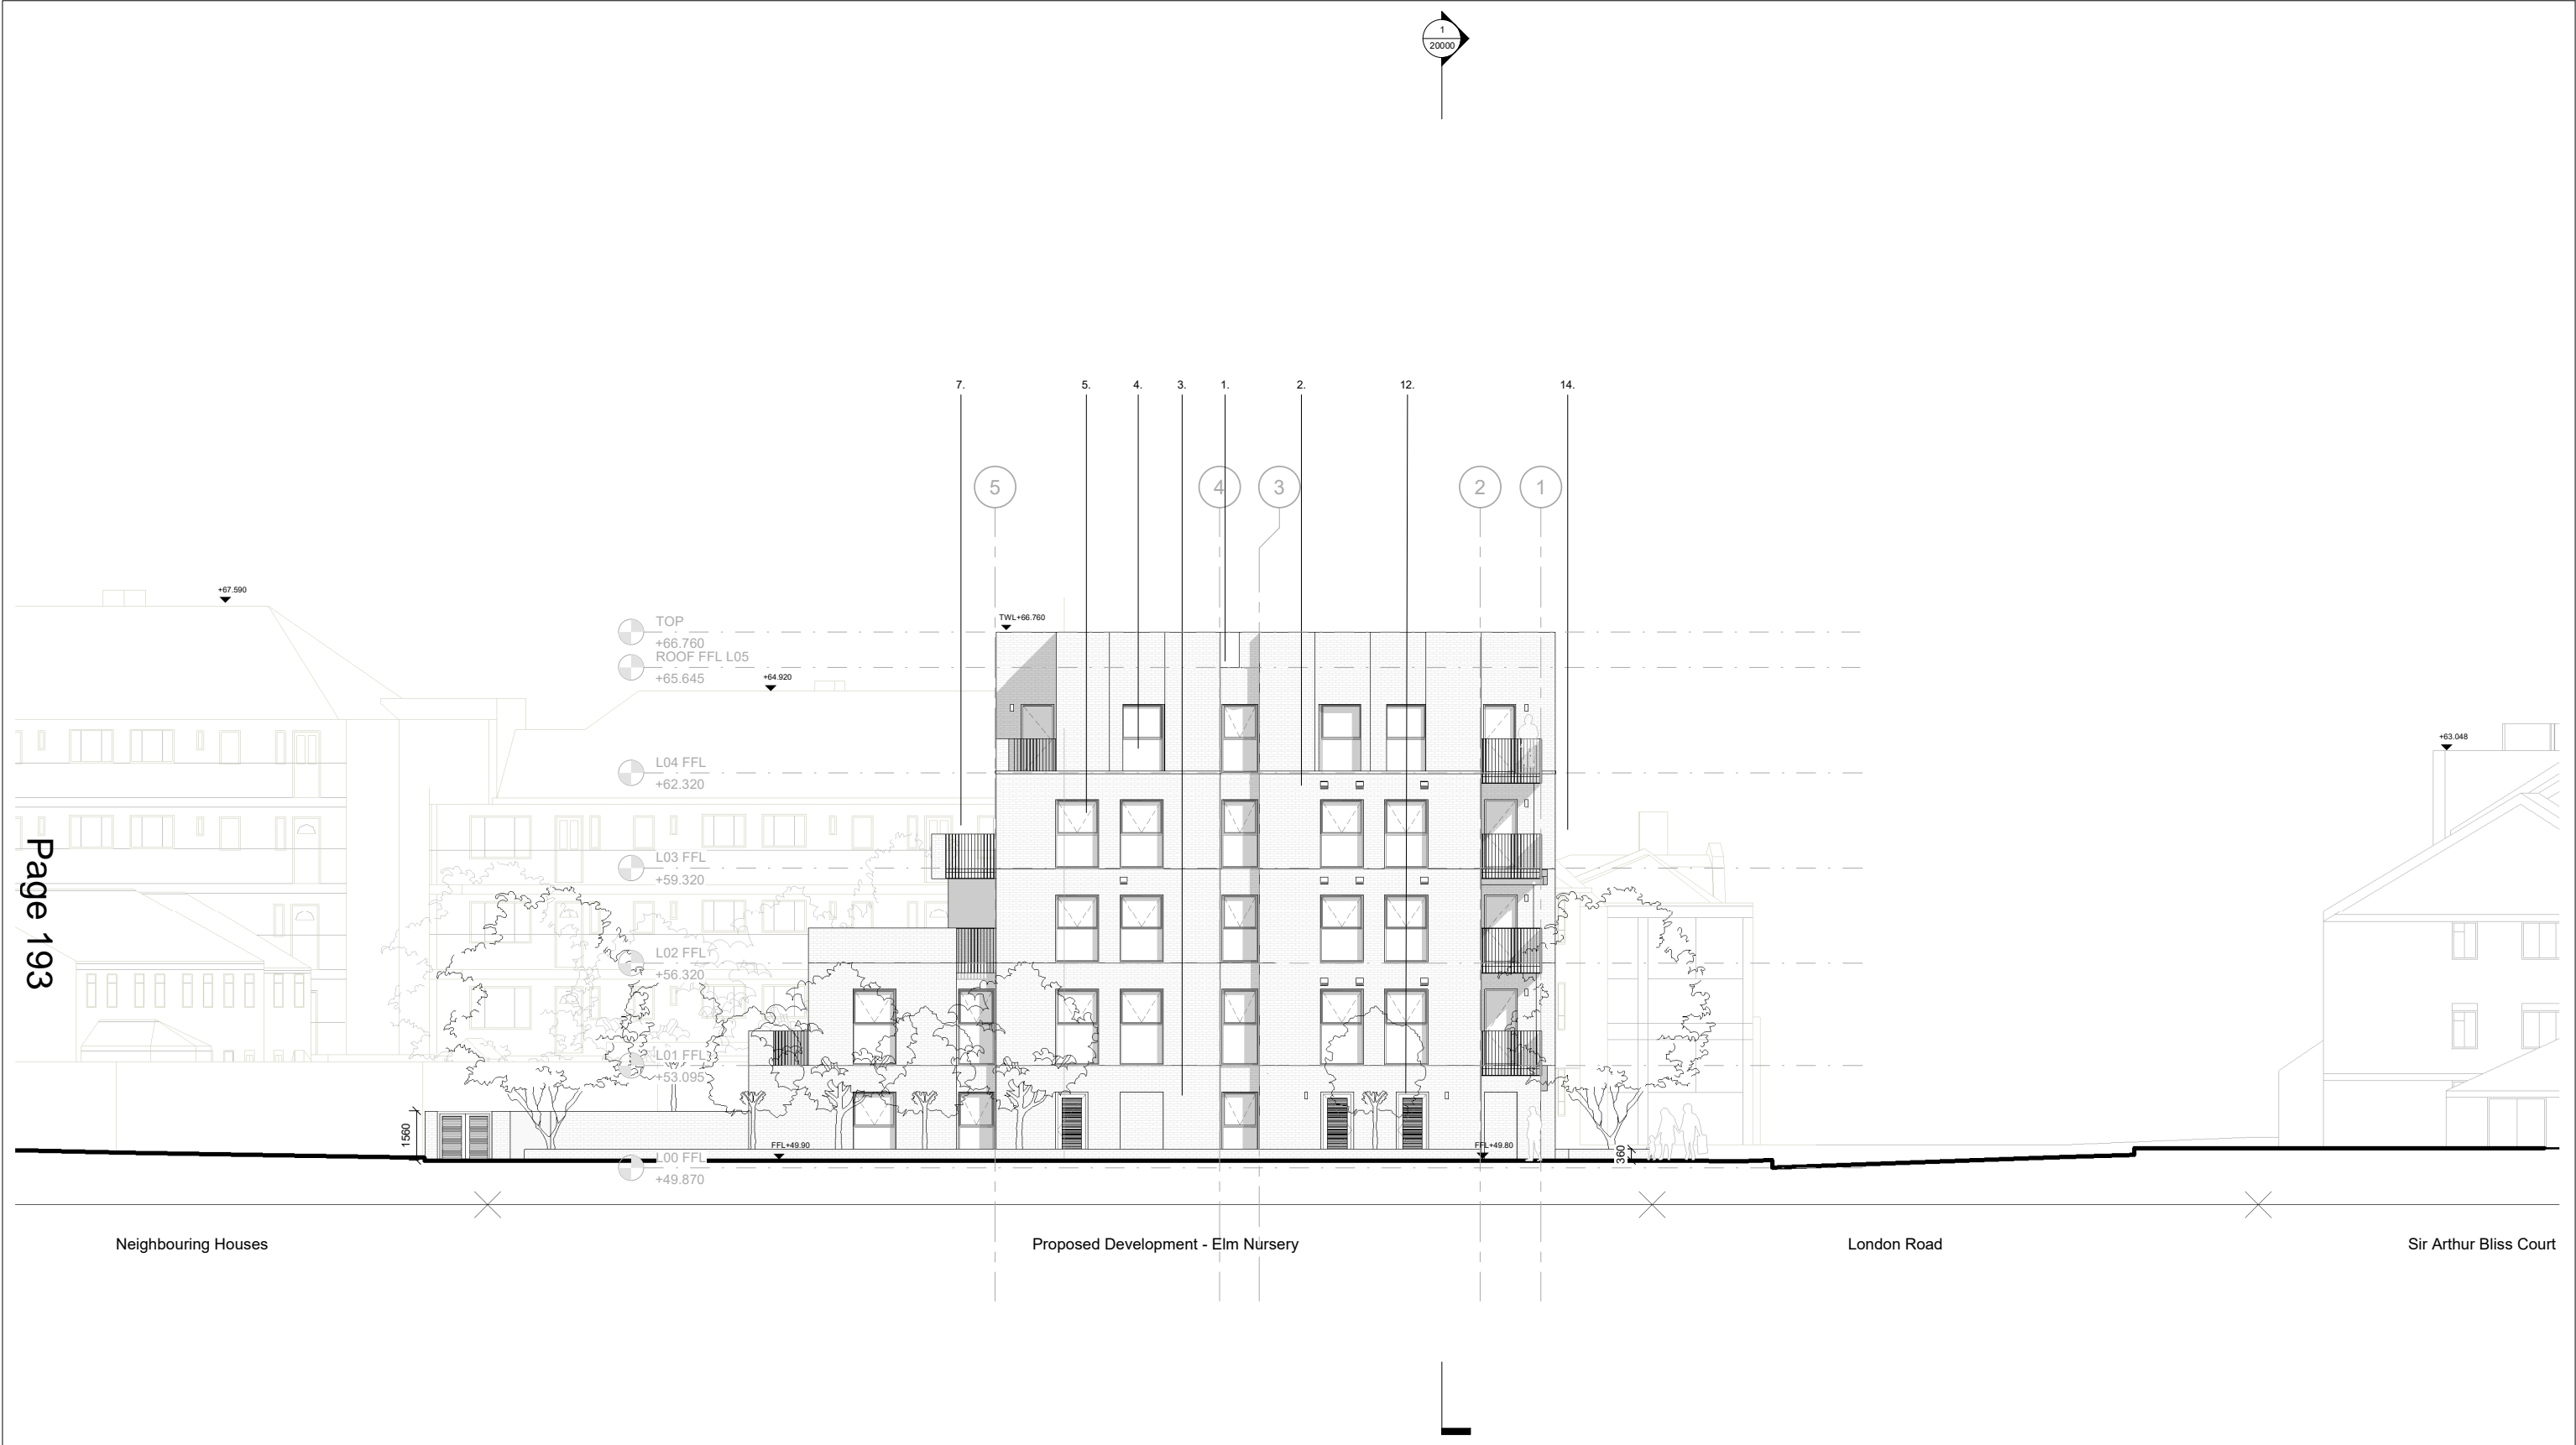 1
20000
7.
5.
4.
3.
1.
2.
12.
14.
5
4
3
2
1
+67.590
TOP
+66.760
TWL+66.760
ROOF FFL L05
+65.645
+64.920
+63.048
L04 FFL
+62.320
L03 FFL
+59.320
L02 FFL
+56.320
L01 FFL
+53.095
Page 193
1560
FFL+49.90
FFL+49.80
360
L00 FFL
+49.870
Neighbouring Houses
Proposed Development - Elm Nursery
London Road
Sir Arthur Bliss Court